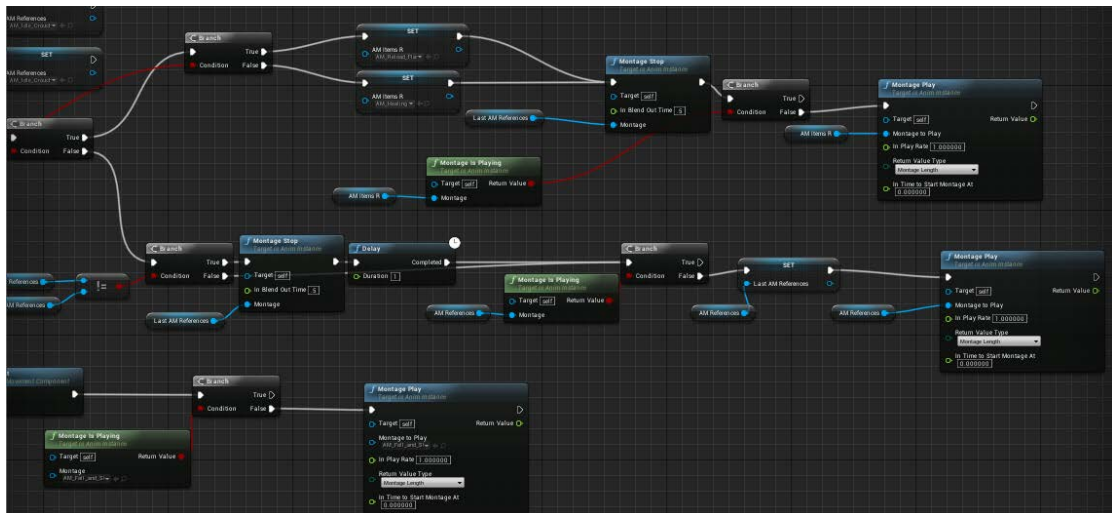 AM References
AM_Idle_Crouch
SET
AM References
AM_Idle_Crouch
Branch
True
Condition
False
Branch
True
Condition
False
SET
AM Items R
SET
AM Items R
AM_Healing
Last AM References
f Montage Stop
Target is Anim Instance
Target self
In Blend Out Time .5
Montage
f Montage Is Playing
Target is Anim Instance
Target self
Return Value
Montage
AM Items R
Branch
True
Condition
False
AM Items R
f Montage Play
Target is Anim Instance
Target self
Return Value
Montage to Play
In Play Rate 1.000000
Return Value Type
Montage Length
In Time to Start Montage At
0.000000
References
AM References
!=
Branch
True
Condition
False
Last AM References
f Montage Stop
Target is Anim Instance
Target self
In Blend Out Time .5
Montage
f Delay
Completed
Duration 1
AM References
f Montage Is Playing
Target is Anim Instance
Target self
Return Value
Montage
Branch
True
Condition
False
SET
Last AM References
AM References
AM References
f Montage Play
Target is Anim Instance
Target self
Return Value
Montage to Play
In Play Rate 1.000000
Return Value Type
Montage Length
In Time to Start Montage At
0.000000
Movement Component
f Montage Is Playing
Target is Anim Instance
Target self
Return Value
Montage
Branch
True
Condition
False
f Montage Play
Target is Anim Instance
Target self
Return Value
Montage to Play
In Play Rate 1.000000
Return Value Type
Montage Length
In Time to Start Montage At
0.000000